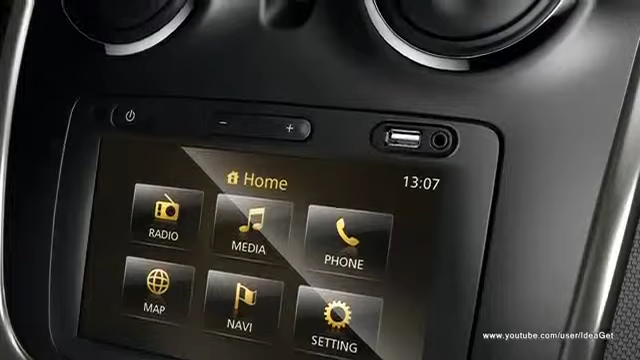 Home
13:07
RADIO
MEDIA
PHONE
MAP
NAVI
SETTING
www.youtube.com/user/IdeaGet